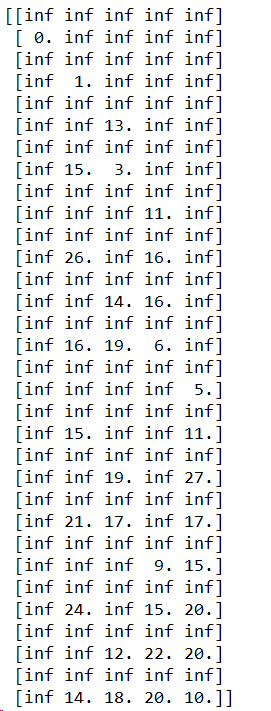 [[inf inf inf inf inf]
[ 0. inf inf inf inf]
[inf inf inf inf inf]
[inf  1. inf inf inf]
[inf inf inf inf inf]
[inf inf 13. inf inf]
[inf inf inf inf inf]
[inf 15.  3. inf inf]
[inf inf inf inf inf]
[inf inf inf 11. inf]
[inf inf inf inf inf]
[inf 26. inf 16. inf]
[inf inf inf inf inf]
[inf inf 14. 16. inf]
[inf inf inf inf inf]
[inf 16. 19.  6. inf]
[inf inf inf inf inf]
[inf inf inf inf  5.]
[inf inf inf inf inf]
[inf 15. inf inf 11.]
[inf inf inf inf inf]
[inf inf 19. inf 27.]
[inf inf inf inf inf]
[inf 21. 17. inf 17.]
[inf inf inf inf inf]
[inf inf inf  9. 15.]
[inf inf inf inf inf]
[inf 24. inf 15. 20.]
[inf inf inf inf inf]
[inf inf 12. 22. 20.]
[inf inf inf inf inf]
[inf 14. 18. 20. 10.]]